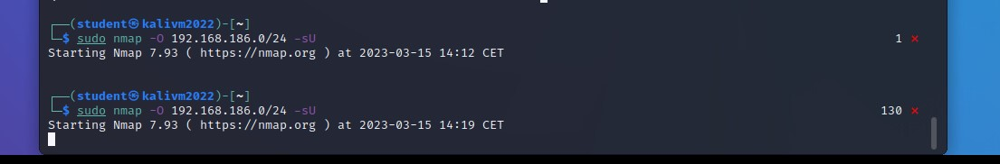 ┌──(student㉿kalivm2022)-[~]
└─$ sudo nmap -O 192.168.186.0/24 -sU 1 ⨯
Starting Nmap 7.93 ( https://nmap.org ) at 2023-03-15 14:12 CET
┌──(student㉿kalivm2022)-[~]
└─$ sudo nmap -O 192.168.186.0/24 -sU 130 ⨯
Starting Nmap 7.93 ( https://nmap.org ) at 2023-03-15 14:19 CET